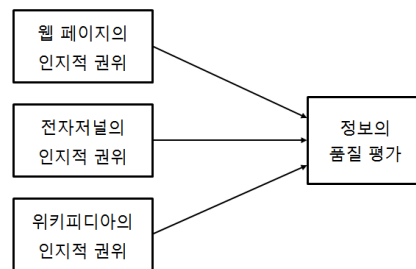 웹 페이지의
인지적 권위
전자저널의
인지적 권위
위키피디아의
인지적 권위
정보의
품질 평가